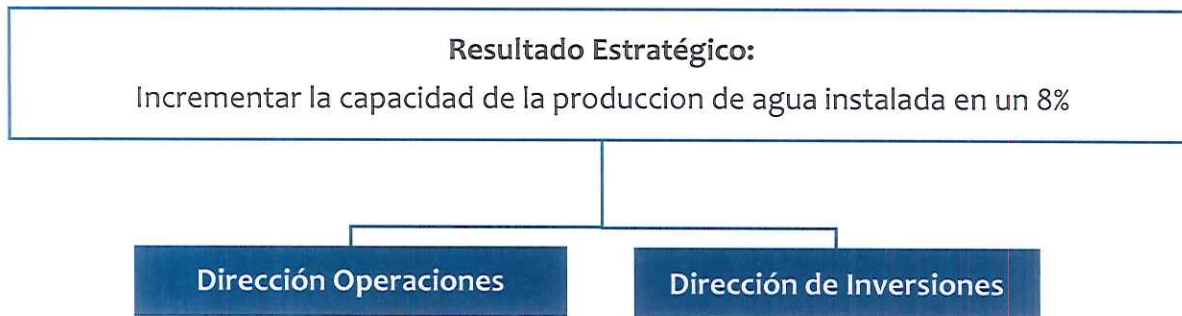 Resultado Estratégico:
Incrementar la capacidad de la produccion de agua instalada en un 8%
Dirección Operaciones
Dirección de Inversiones